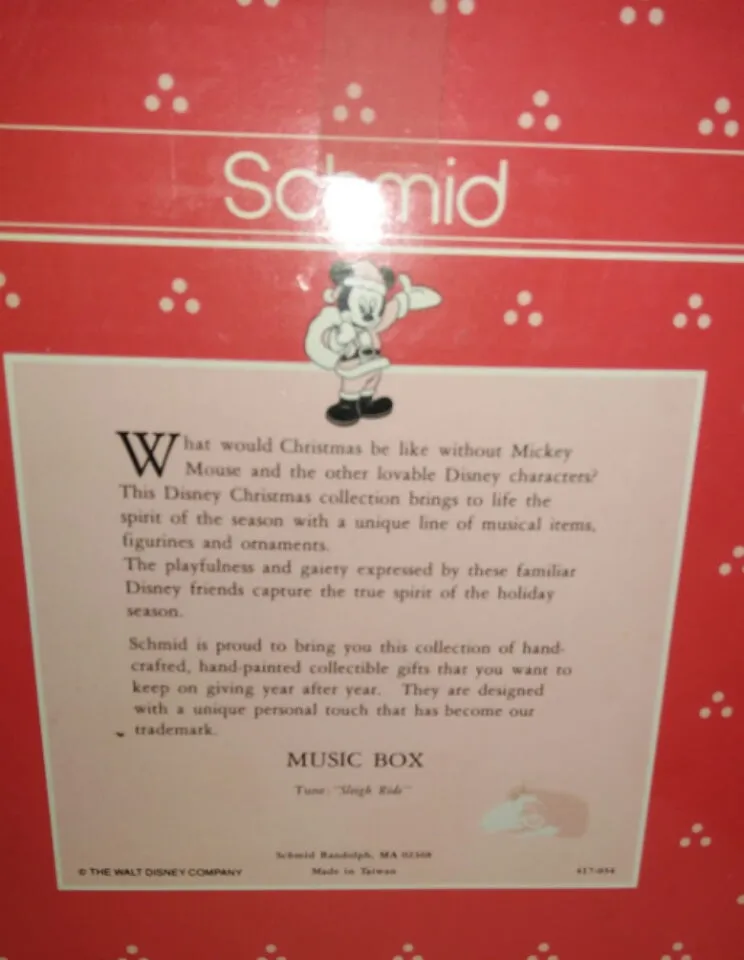 Schmid
What would Christmas be like without Mickey
Mouse and the other lovable Disney characters?
This Disney Christmas collection brings to life the
spirit of the season with a unique line of musical items,
figurines and ornaments.
The playfulness and gaiety expressed by these familiar
Disney friends capture the true spirit of the holiday
season.
Schmid is proud to bring you this collection of hand-
crafted, hand-painted collectible gifts that you want to
keep on giving year after year. They are designed
with a unique personal touch that has become our
trademark.
MUSIC BOX
Tune: "Sleigh Ride"
Schmid Randolph, MA 02368
© THE WALT DISNEY COMPANY Made in Taiwan 417-054